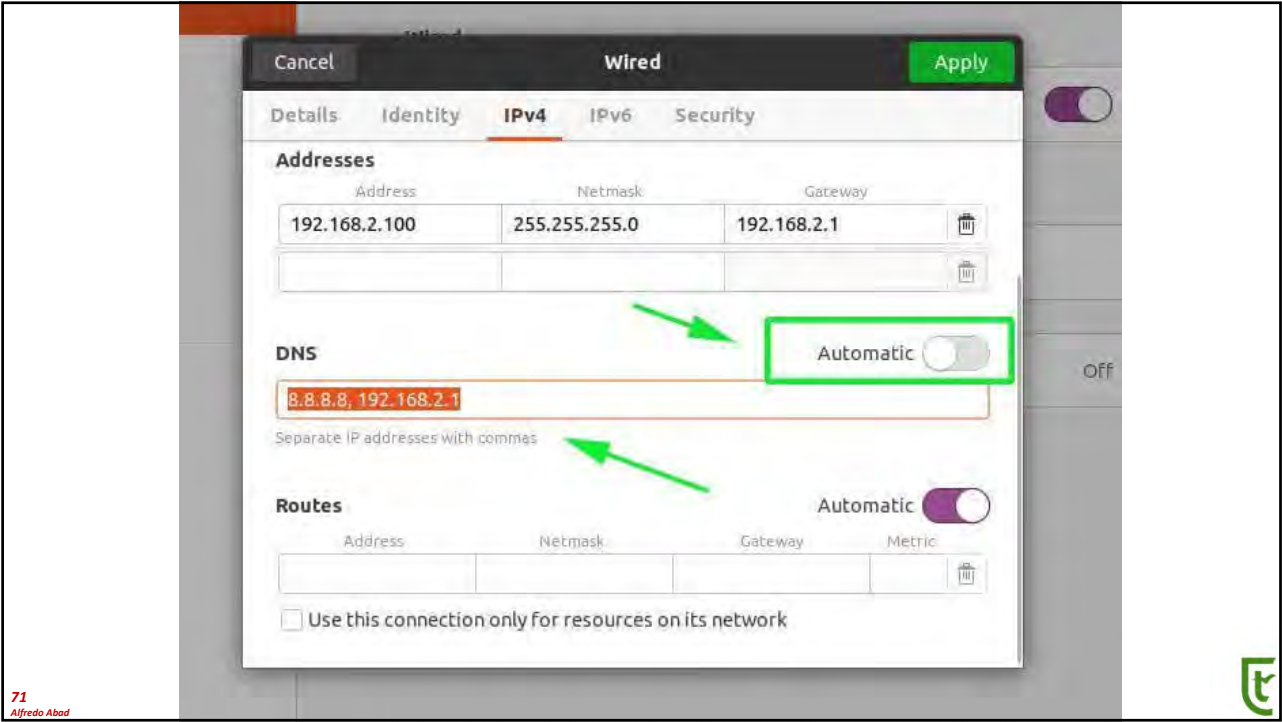 Cancel Wired Apply
Details Identity IPv4 IPv6 Security
Addresses
Address Netmask Gateway
192.168.2.100 255.255.255.0 192.168.2.1
DNS Automatic
Off
8.8.8.8, 192.168.2.1
Separate IP addresses with commas
Routes Automatic
Address Netmask Gateway Metric
Use this connection only for resources on its network
71
Alfredo Abad